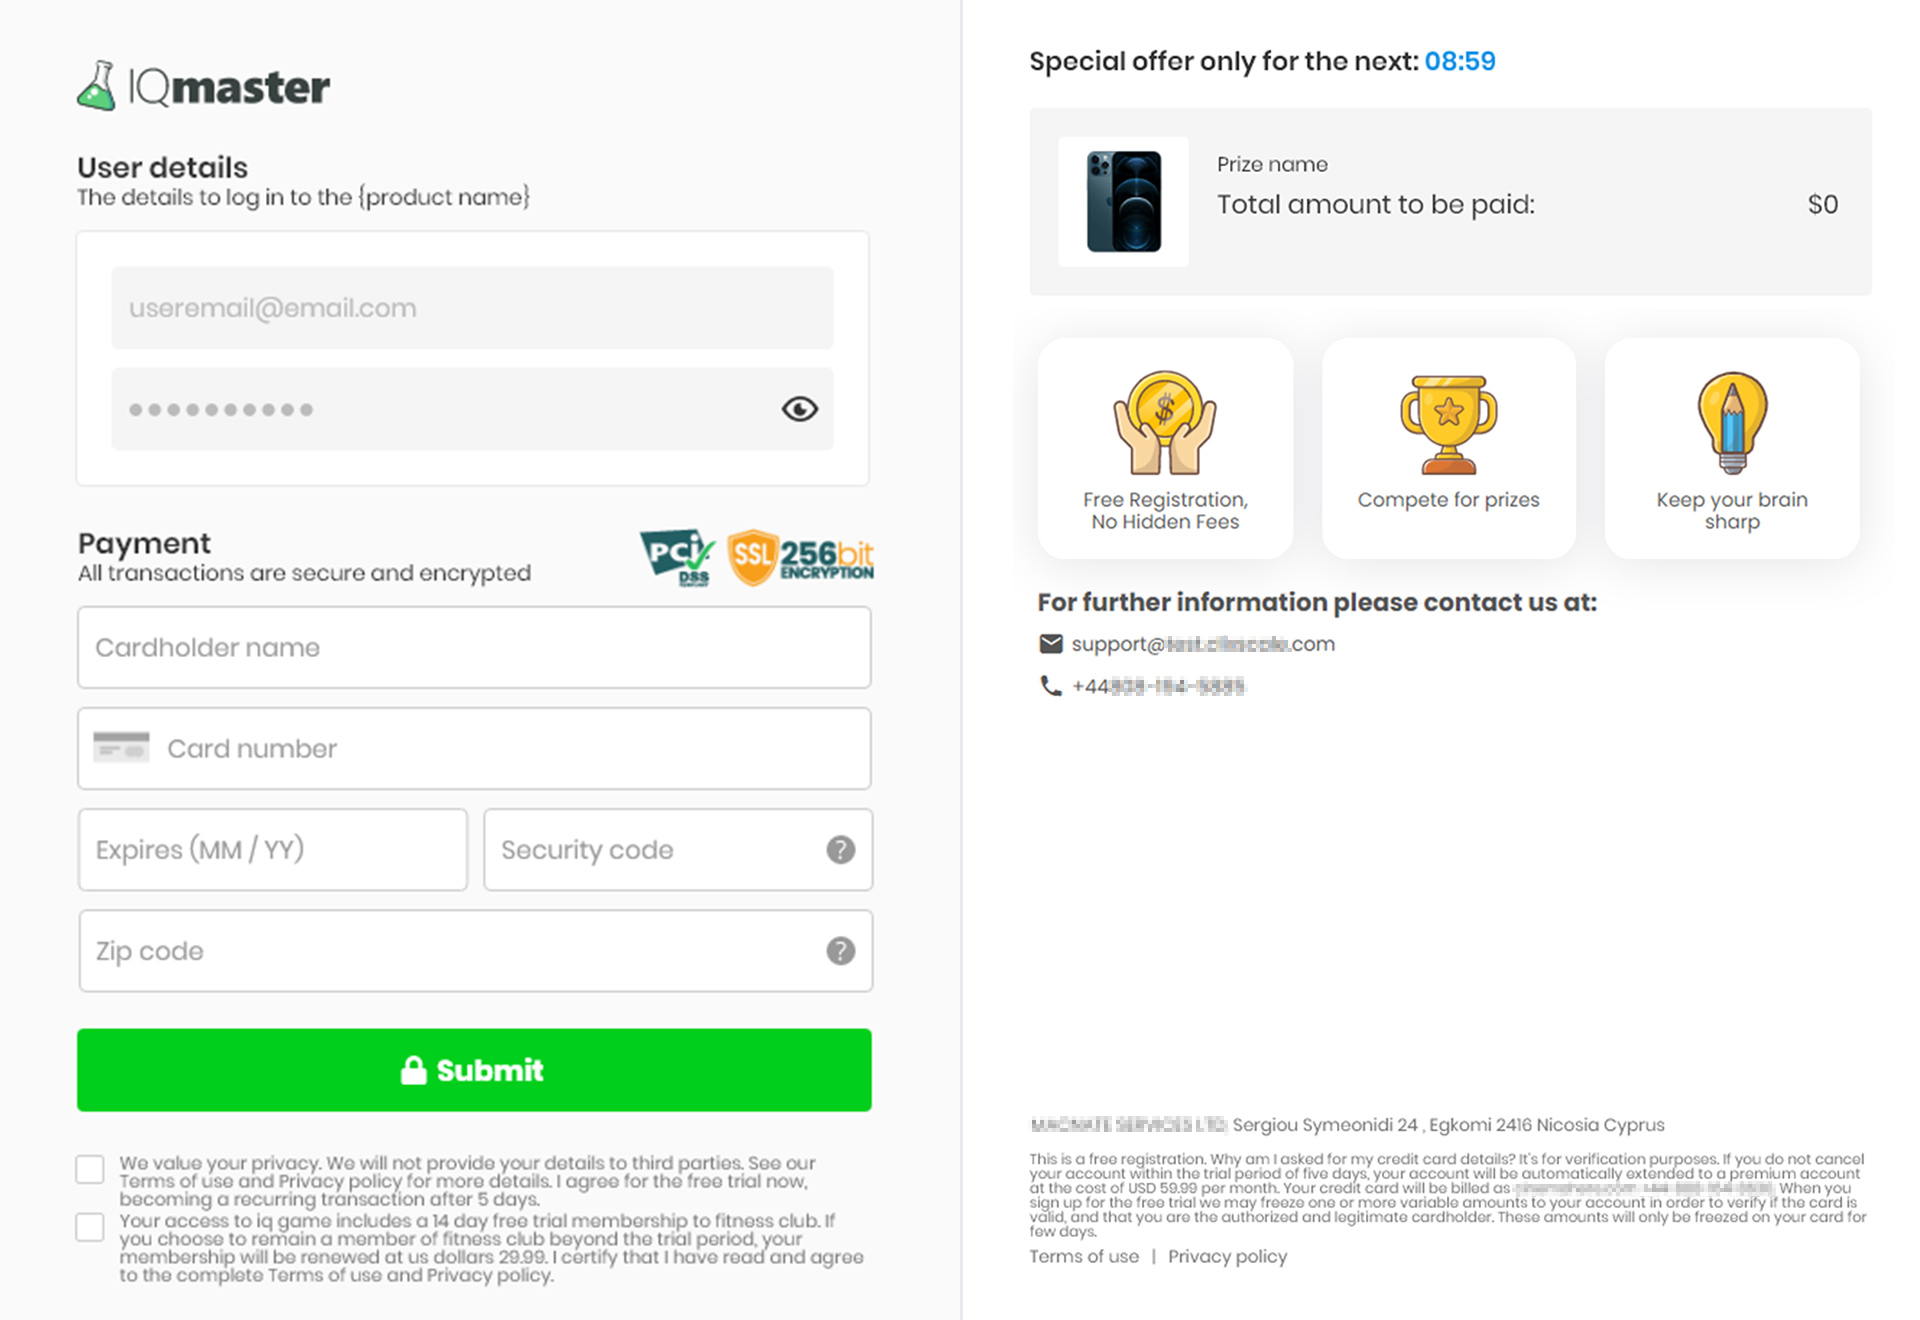 IQmaster
User details
The details to log in to the {product name}
useremail@email.com
Payment
All transactions are secure and encrypted
PCi
DSS
SSL
256bit
ENCRYPTION
Cardholder name
Card number
Expires (MM / YY)
Security code
?
Zip code
?
Submit
We value your privacy. We will not provide your details to third parties. See our
Terms of use and Privacy policy for more details. I agree for the free trial now,
becoming a recurring transaction after 5 days.
Your access to iq game includes a 14 day free trial membership to fitness club. If
you choose to remain a member of fitness club beyond the trial period, your
membership will be renewed at us dollars 29.99. I certify that I have read and agree
to the complete Terms of use and Privacy policy.
Special offer only for the next: 08:59
Prize name
Total amount to be paid: $0
$
Free Registration,
No Hidden Fees
Compete for prizes
Keep your brain
sharp
For further information please contact us at:
support@ .com
+44
Sergiou Symeonidi 24 , Egkomi 2416 Nicosia Cyprus
This is a free registration. Why am I asked for my credit card details? It's for verification purposes. If you do not cancel
your account within the trial period of five days, your account will be automatically extended to a premium account
at the cost of USD 59.99 per month. Your credit card will be billed as When you
sign up for the free trial we may freeze one or more variable amounts to your account in order to verify if the card is
valid, and that you are the authorized and legitimate cardholder. These amounts will only be freezed on your card for
few days.
Terms of use | Privacy policy